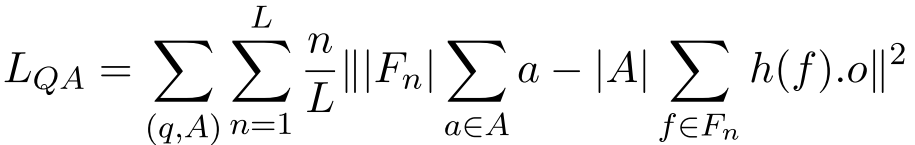 L_{QA} = \sum_{(q,A)} \sum_{n=1}^{L} \frac{n}{L} \| |F_n| \sum_{a \in A} a - |A| \sum_{f \in F_n} h(f).o \|^2